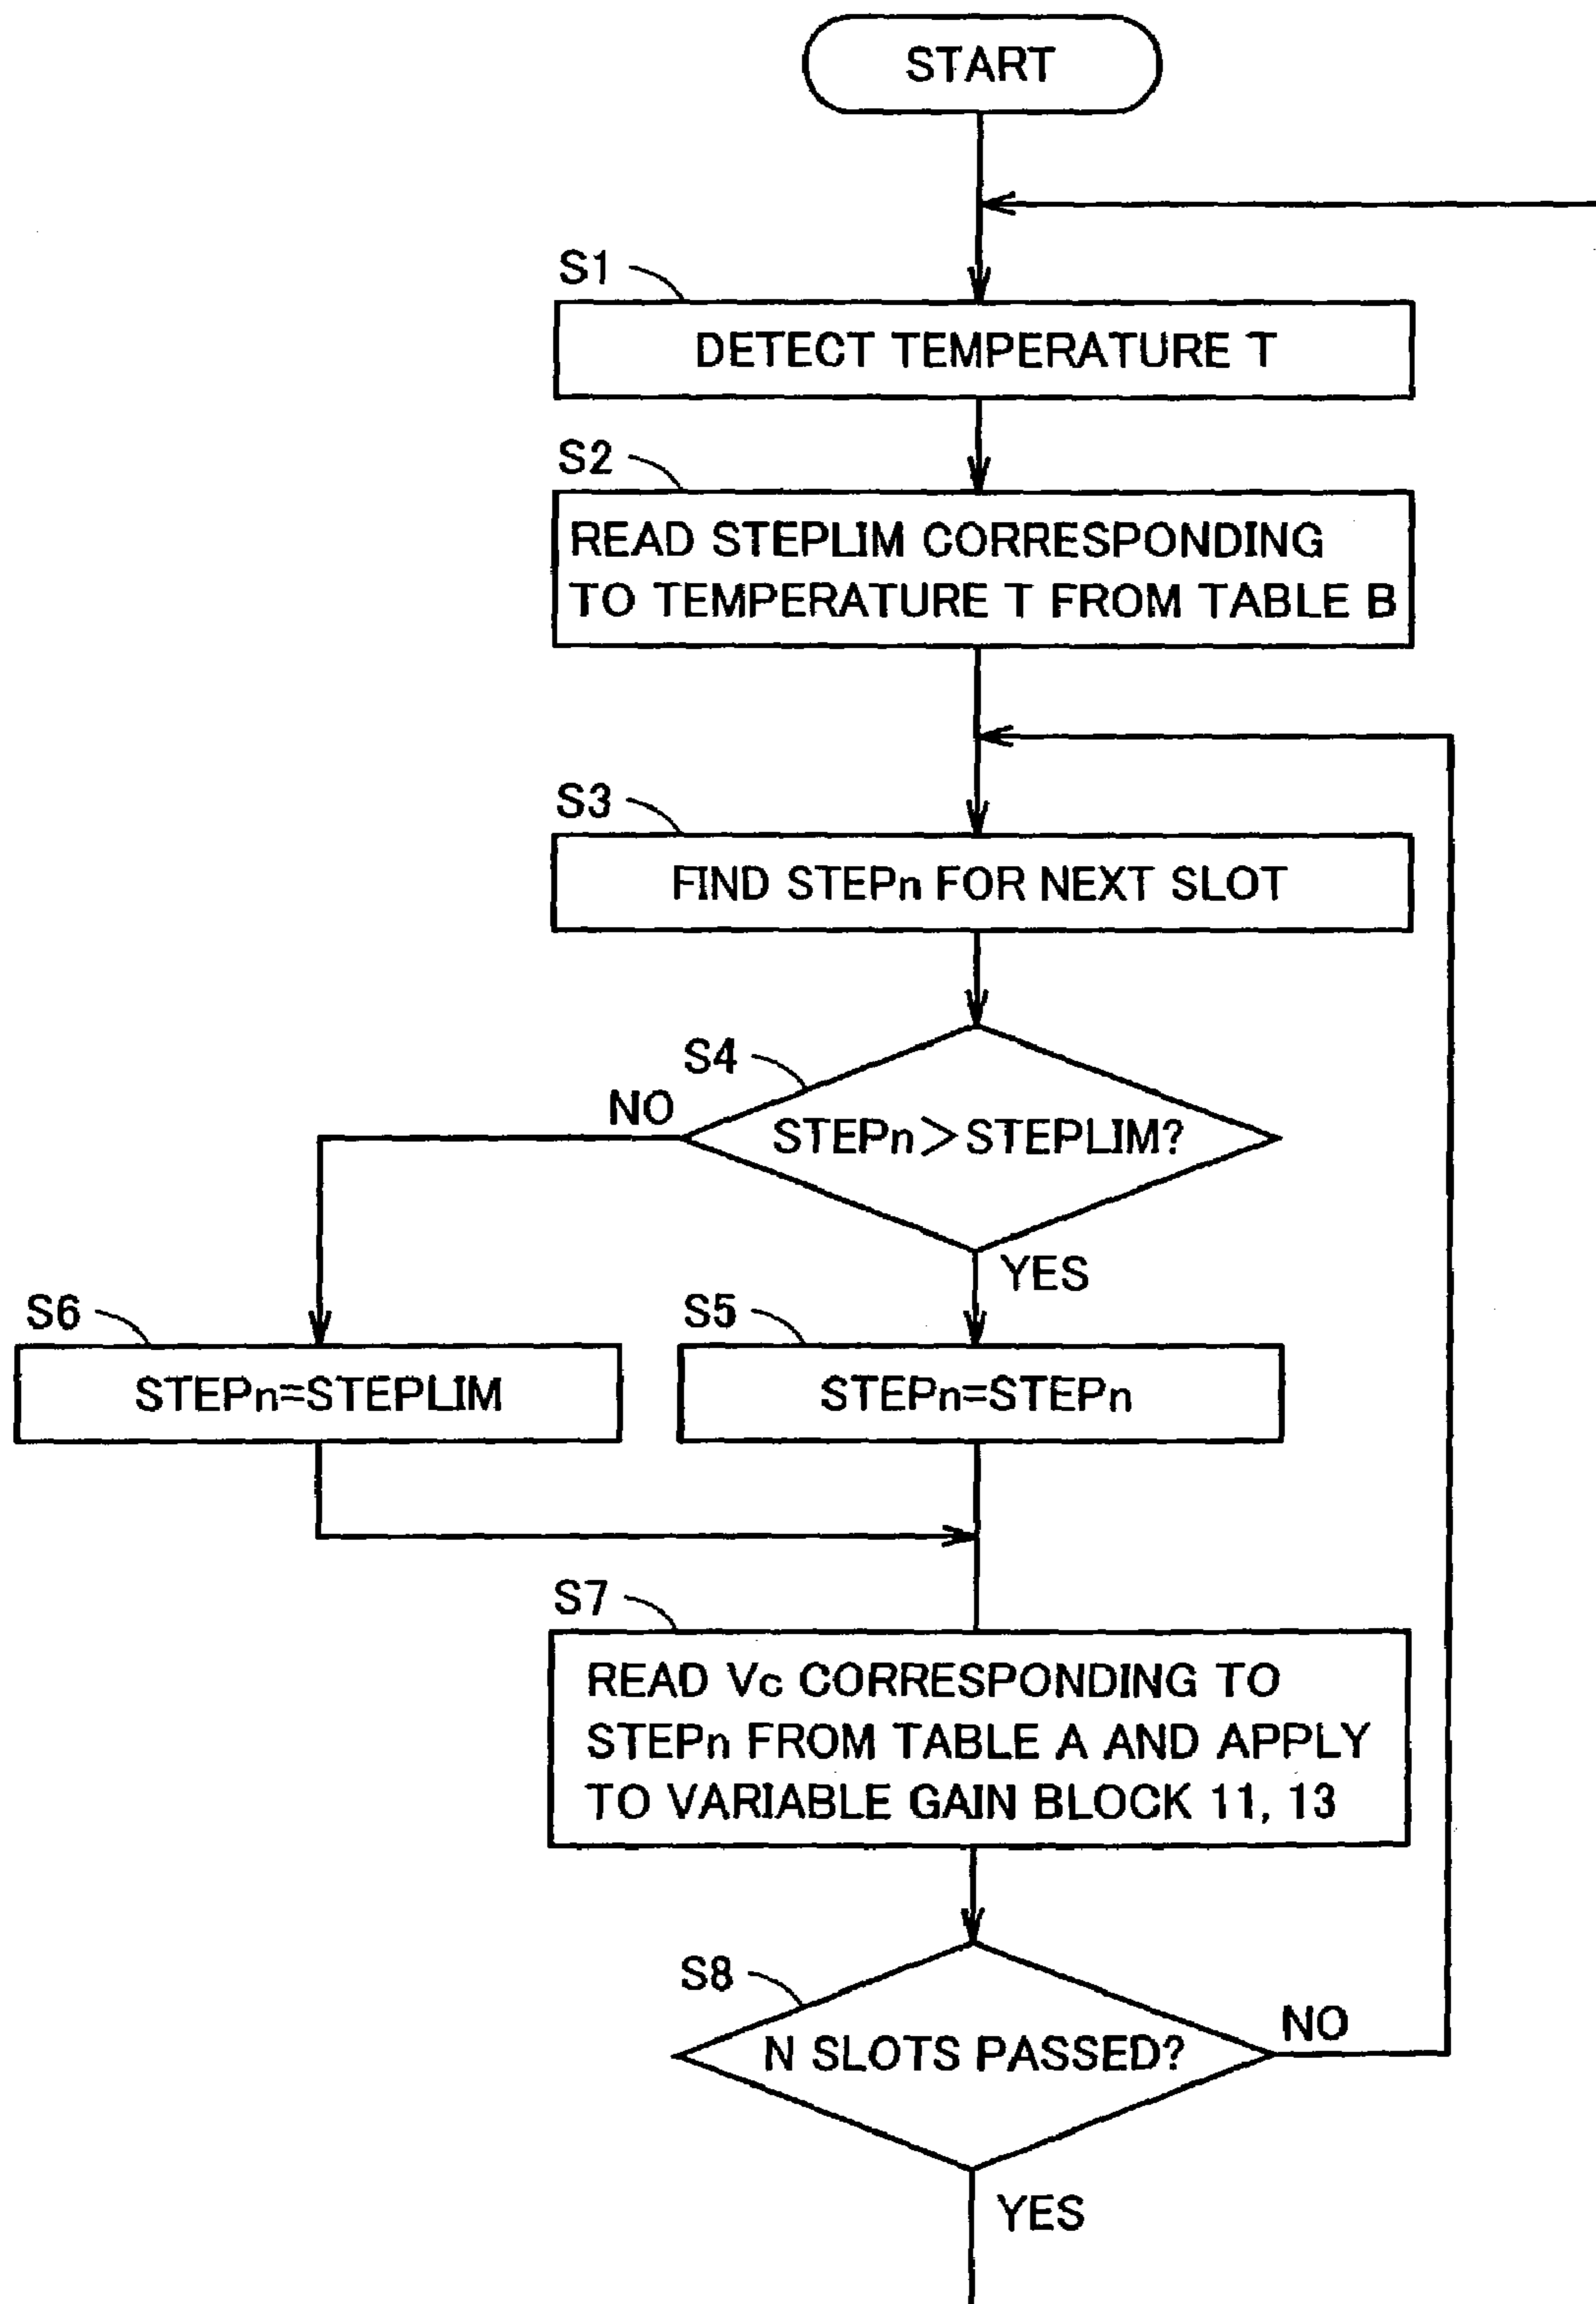 START
S1
DETECT TEMPERATURE T
S2
READ STEPLIM CORRESPONDING
TO TEMPERATURE T FROM TABLE B
S3
FIND STEPn FOR NEXT SLOT
S4
NO
STEPn>STEPLIM?
YES
S6
STEPn=STEPLIM
S5
STEPn=STEPn
S7
READ Vc CORRESPONDING TO
STEPn FROM TABLE A AND APPLY
TO VARIABLE GAIN BLOCK 11, 13
S8
N SLOTS PASSED?
NO
YES